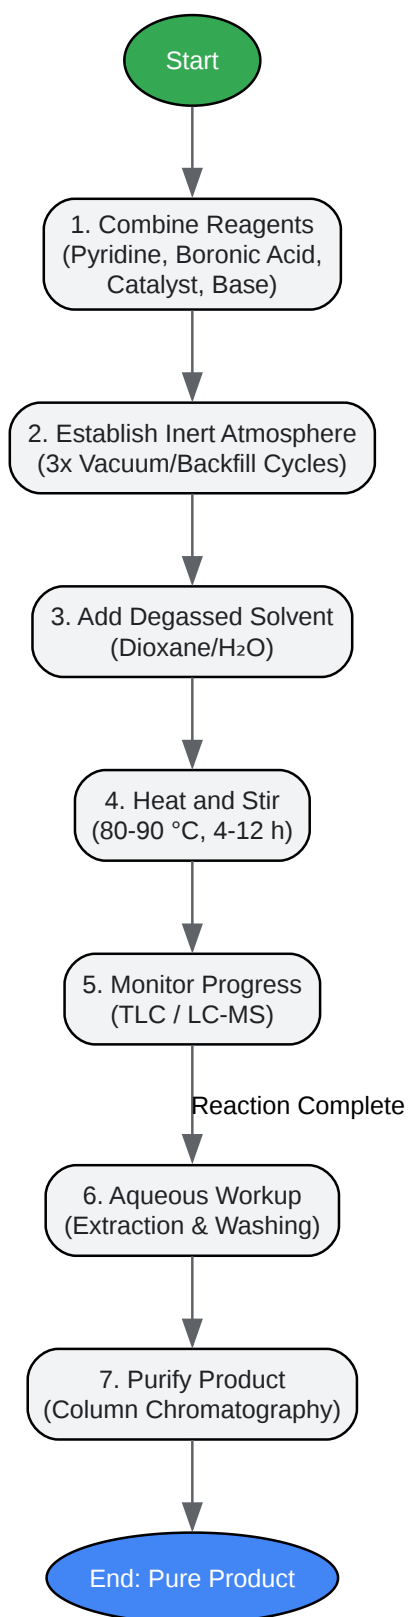 Start
1. Combine Reagents
(Pyridine, Boronic Acid,
Catalyst, Base)
2. Establish Inert Atmosphere
(3x Vacuum/Backfill Cycles)
3. Add Degassed Solvent
(Dioxane/H₂O)
4. Heat and Stir
(80-90 °C, 4-12 h)
5. Monitor Progress
(TLC / LC-MS)
Reaction Complete
6. Aqueous Workup
(Extraction & Washing)
7. Purify Product
(Column Chromatography)
End: Pure Product